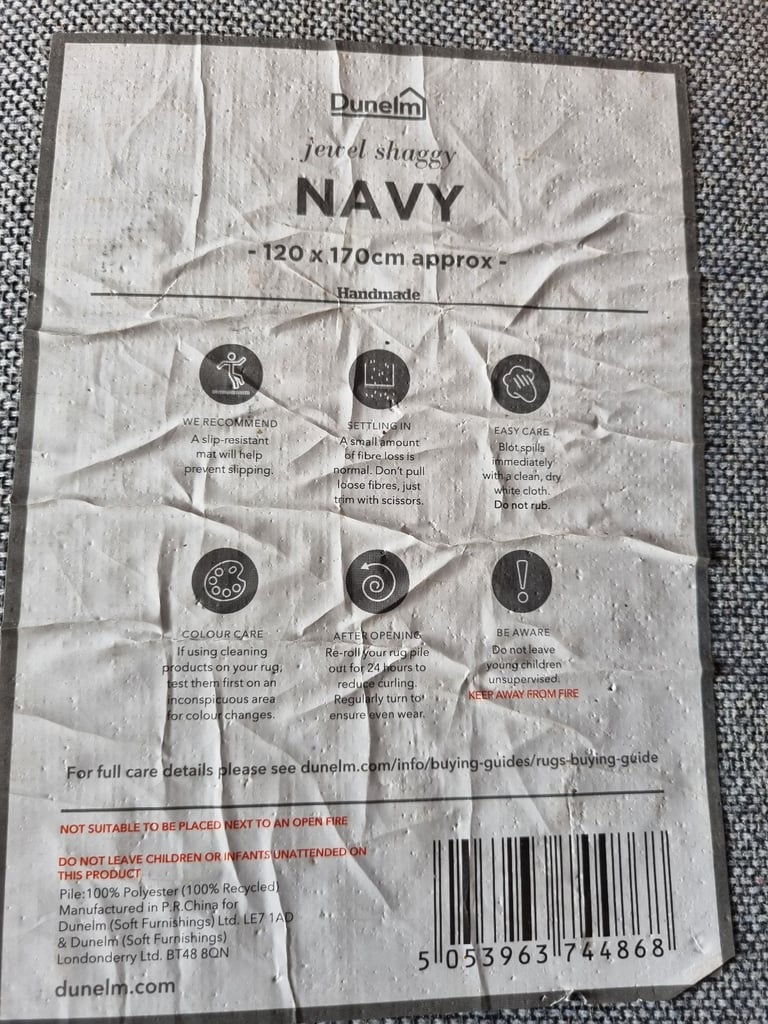 Dunelm
jewel shaggy
NAVY
- 120 x 170cm approx -
Handmade
WE RECOMMEND
A slip-resistant
mat will help
prevent slipping.
SETTLING IN
A small amount
of fibre loss is
normal. Don't pull
loose fibres, just
trim with scissors.
EASY CARE
Blot spills
immediately
with a clean, dry
white cloth.
Do not rub.
COLOUR CARE
If using cleaning
products on your rug,
test them first on an
inconspicuous area
for colour changes.
AFTER OPENING
Re-roll your rug pile
out for 24 hours to
reduce curling.
Regularly turn to
ensure even wear.
BE AWARE
Do not leave
young children
unsupervised.
KEEP AWAY FROM FIRE
For full care details please see dunelm.com/info/buying-guides/rugs-buying-guide
NOT SUITABLE TO BE PLACED NEXT TO AN OPEN FIRE
DO NOT LEAVE CHILDREN OR INFANTS UNATTENDED ON
THIS PRODUCT
Pile:100% Polyester (100% Recycled)
Manufactured in P.R.China for
Dunelm (Soft Furnishings) Ltd. LE7 1AD
& Dunelm (Soft Furnishings)
Londonderry Ltd. BT48 8QN
dunelm.com
5 053963 744868